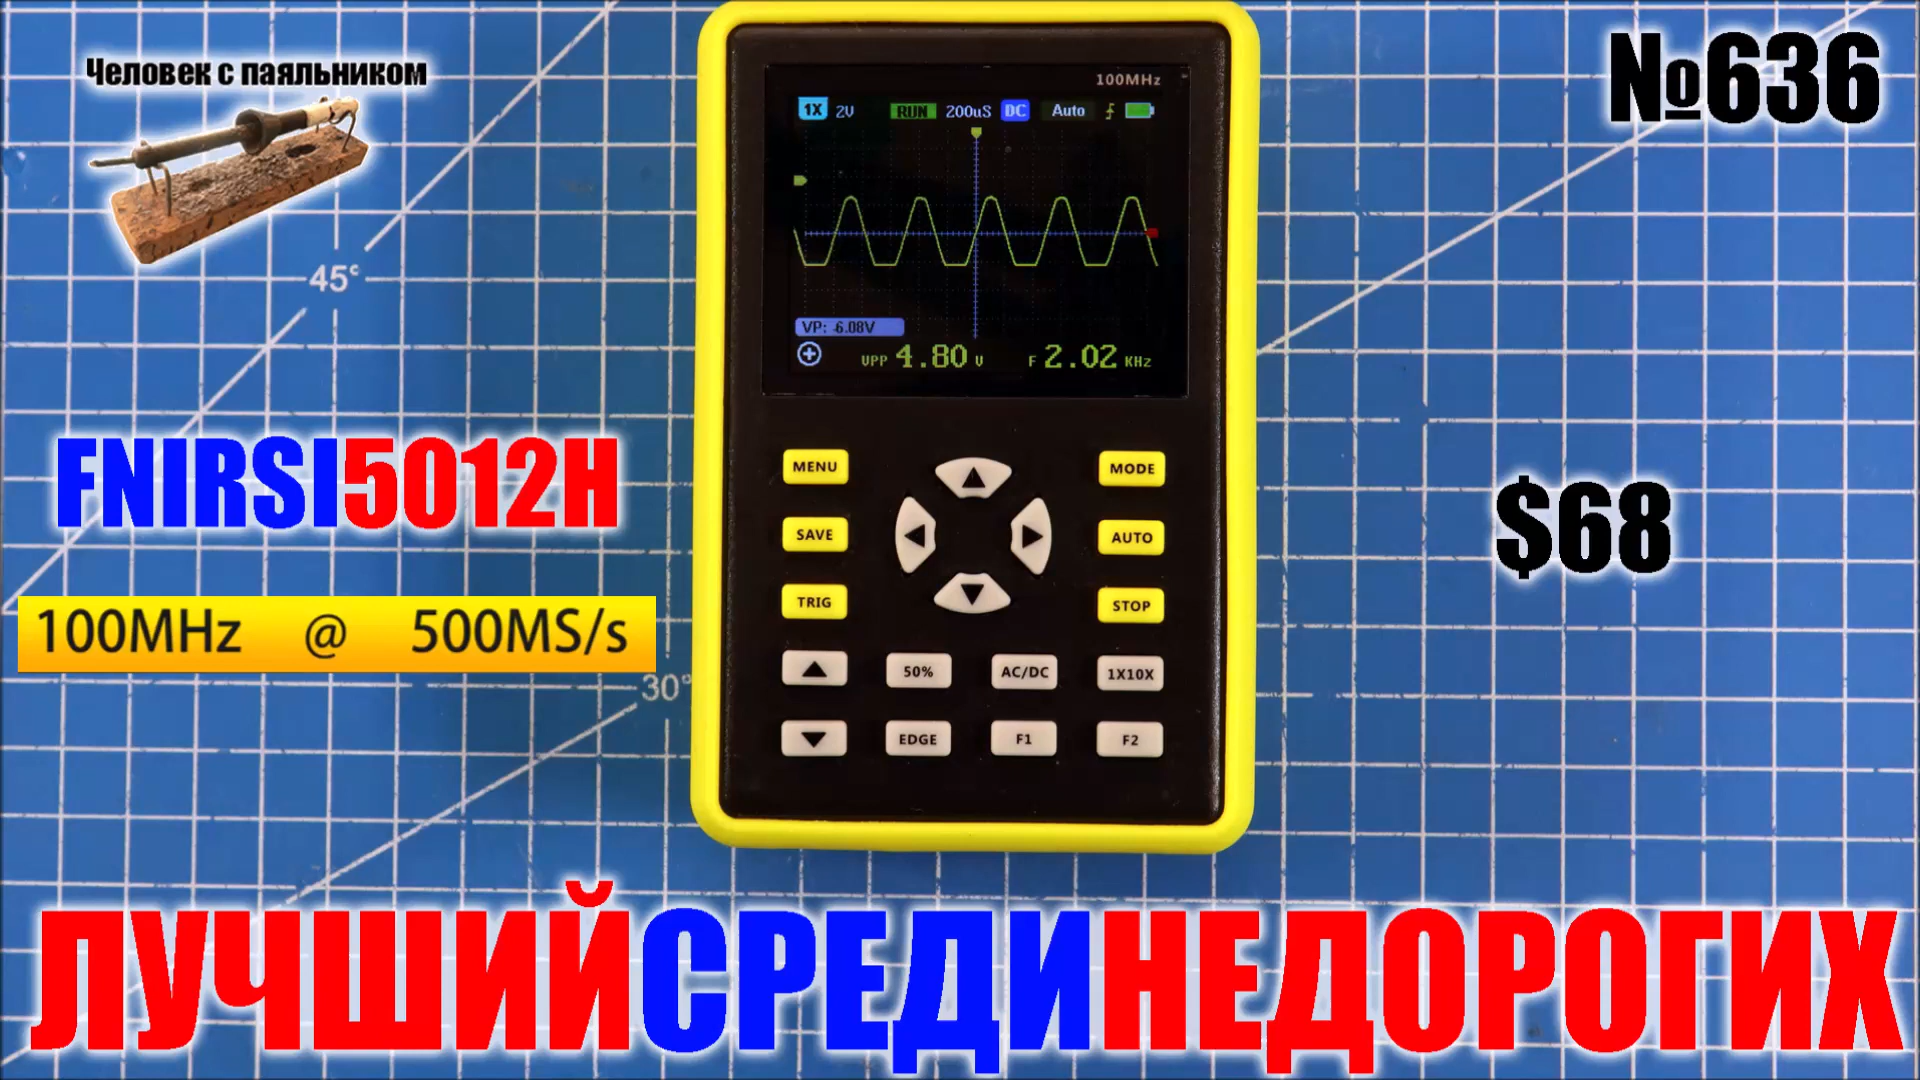 Человек с паяльником
№636
100MHz
1X 2V RUN 200uS DC Auto
45°
VP: -6.08V
VPP 4.80 V F 2.02 KHz
FNIRSI5012H
$68
100MHz @ 500MS/s
30°
MENU MODE
SAVE AUTO
TRIG STOP
50% AC/DC 1X10X
EDGE F1 F2
ЛУЧШИЙСРЕДИНЕДОРОГИХ